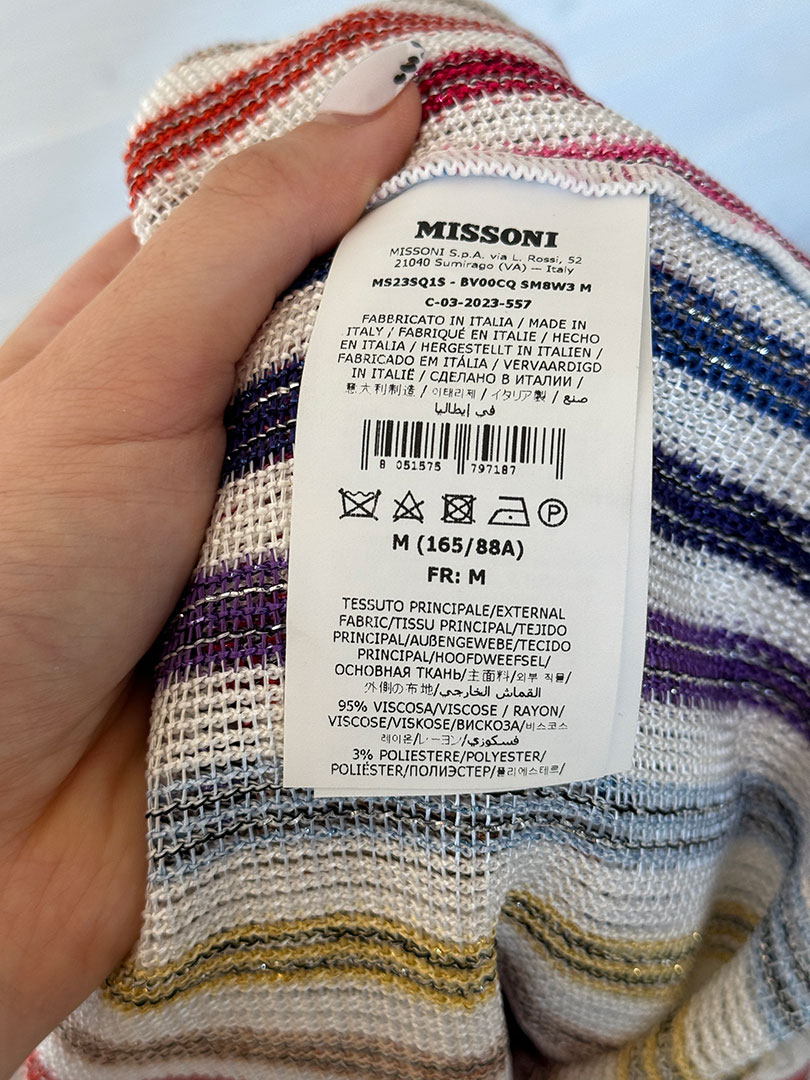 MISSONI
MISSONI S.p.A. via L. Rossi, 52
21040 Sumirago (VA) — Italy
MS23SQ1S - BV00CQ SM8W3 M
C-03-2023-557
FABBRICATO IN ITALIA / MADE IN
ITALY / FABRIQUÉ EN ITALIE / HECHO
EN ITALIA / HERGESTELLT IN ITALIEN /
FABRICADO EM ITÁLIA / VERVAARDIGD
IN ITALIË / СДЕЛАНО В ИТАЛИИ /
意大利制造 / 이태리제 / イタリア製 / صنع
في إيطاليا
8 051575 797187
P
M (165/88A)
FR: M
TESSUTO PRINCIPALE/EXTERNAL
FABRIC/TISSU PRINCIPAL/TEJIDO
PRINCIPAL/AUßENGEWEBE/TECIDO
PRINCIPAL/HOOFDWEEFSEL/
ОСНОВНАЯ ТКАНЬ/主面料/외부 직물/
外側の布地/القماش الخارجي/
95% VISCOSA/VISCOSE / RAYON/
VISCOSE/VISKOSE/ВИСКОЗА/비스코스
레이온/レーヨン/فسكوزي/
3% POLIESTERE/POLYESTER/
POLIËSTER/ПОЛИЭСТЕР/폴리에스테르/